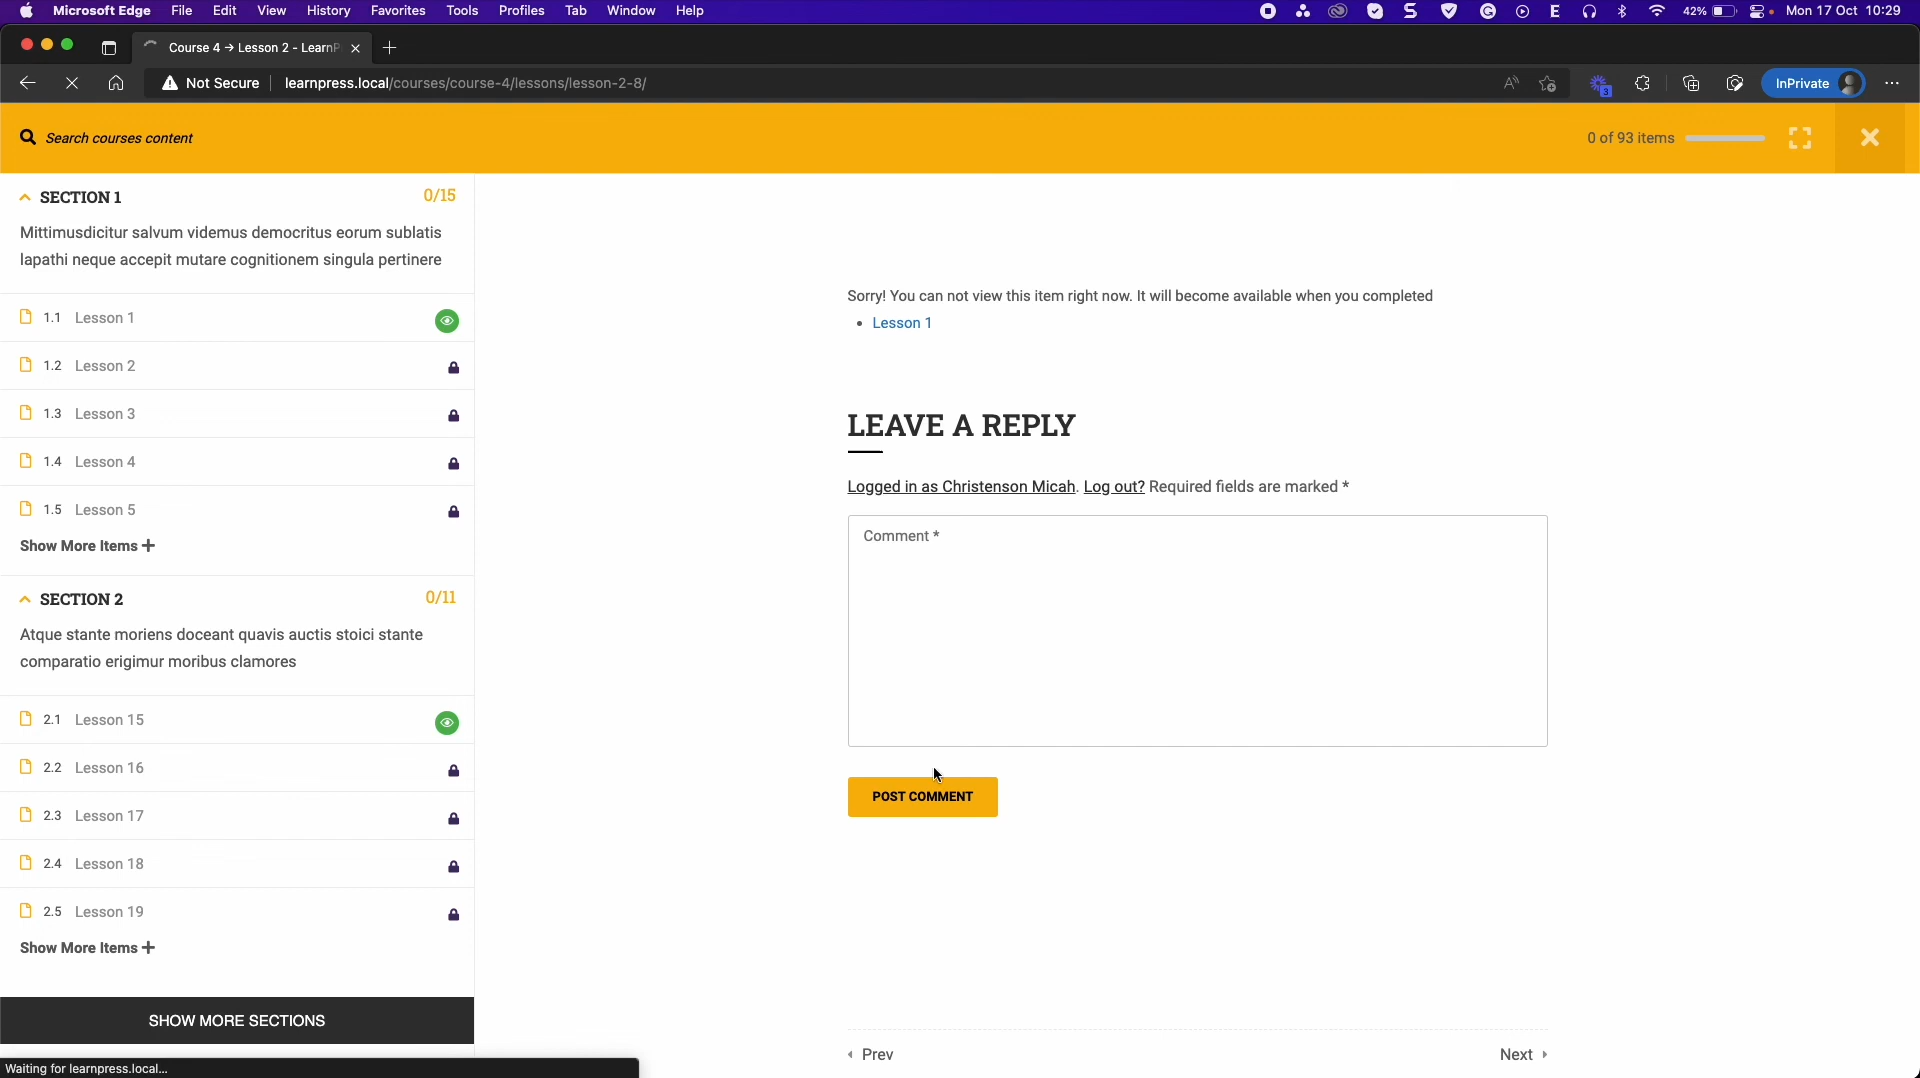 Microsoft Edge File Edit View History Favorites Tools Profiles Tab Window Help 42% Mon 17 Oct 10:29
Course 4 → Lesson 2 - LearnP
Not Secure learnpress.local/courses/course-4/lessons/lesson-2-8/ 3 InPrivate
Search courses content 0 of 93 items
SECTION 1 0/15
Mittimusdicitur salvum videmus democritus eorum sublatis
lapathi neque accepit mutare cognitionem singula pertinere
1.1 Lesson 1
1.2 Lesson 2
1.3 Lesson 3
1.4 Lesson 4
1.5 Lesson 5
Show More Items +
SECTION 2 0/11
Atque stante moriens doceant quavis auctis stoici stante
comparatio erigimur moribus clamores
2.1 Lesson 15
2.2 Lesson 16
2.3 Lesson 17
2.4 Lesson 18
2.5 Lesson 19
Show More Items +
SHOW MORE SECTIONS
Waiting for learnpress.local...
Sorry! You can not view this item right now. It will become available when you completed
• Lesson 1
LEAVE A REPLY
Logged in as Christenson Micah. Log out? Required fields are marked *
Comment *
POST COMMENT
Prev Next